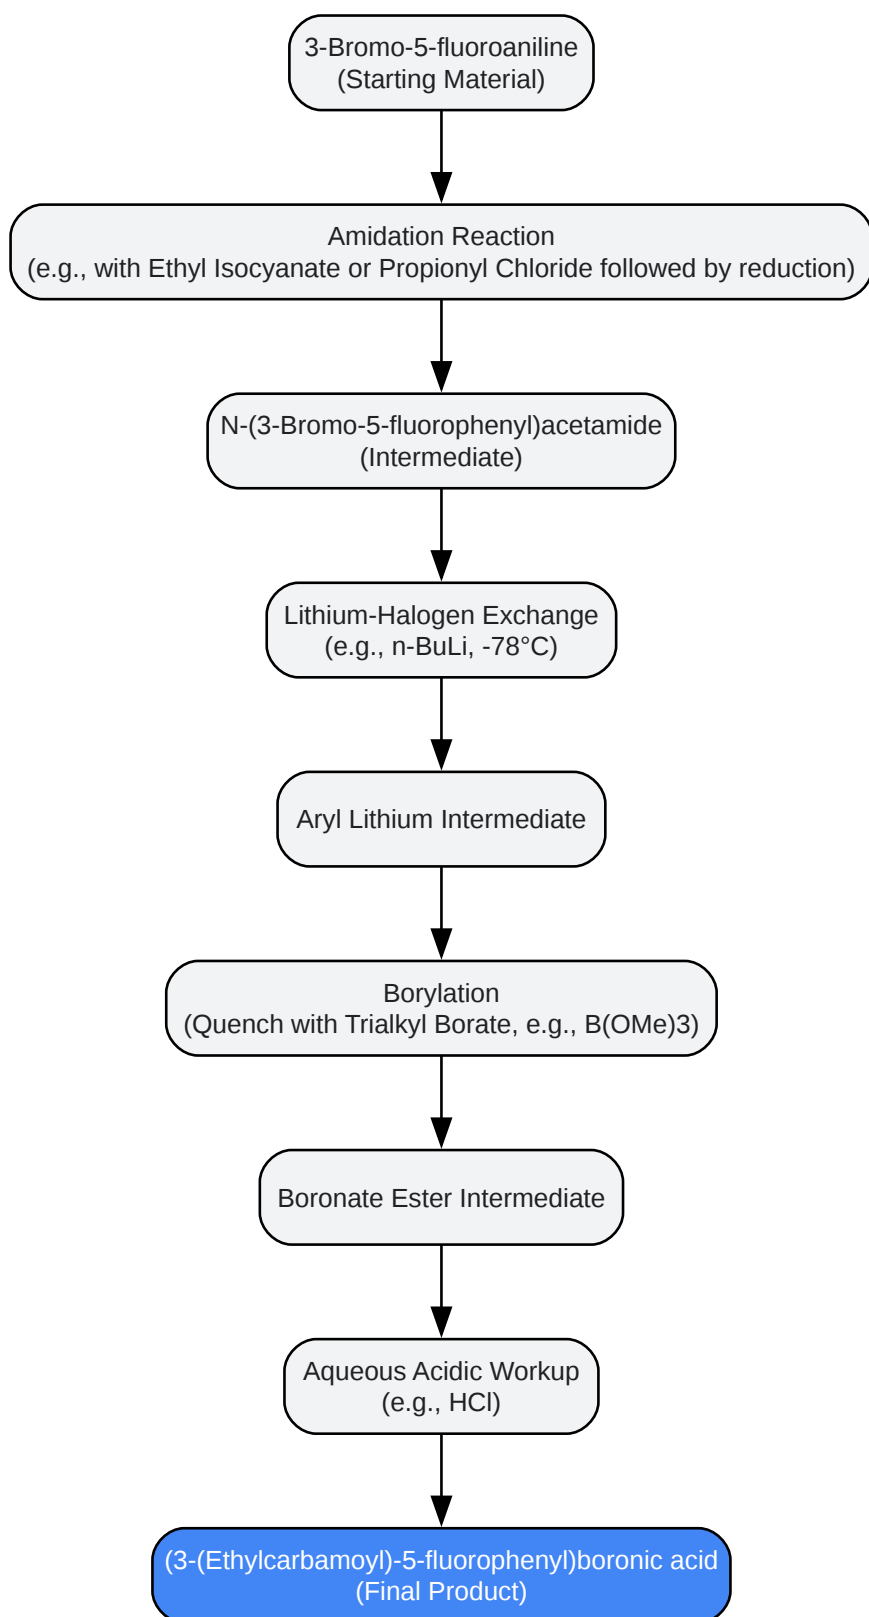 3-Bromo-5-fluoroaniline
(Starting Material)
Amidation Reaction
(e.g., with Ethyl Isocyanate or Propionyl Chloride followed by reduction)
N-(3-Bromo-5-fluorophenyl)acetamide
(Intermediate)
Lithium-Halogen Exchange
(e.g., n-BuLi, -78°C)
Aryl Lithium Intermediate
Borylation
(Quench with Trialkyl Borate, e.g., B(OMe)3)
Boronate Ester Intermediate
Aqueous Acidic Workup
(e.g., HCl)
(3-(Ethylcarbamoyl)-5-fluorophenyl)boronic acid
(Final Product)